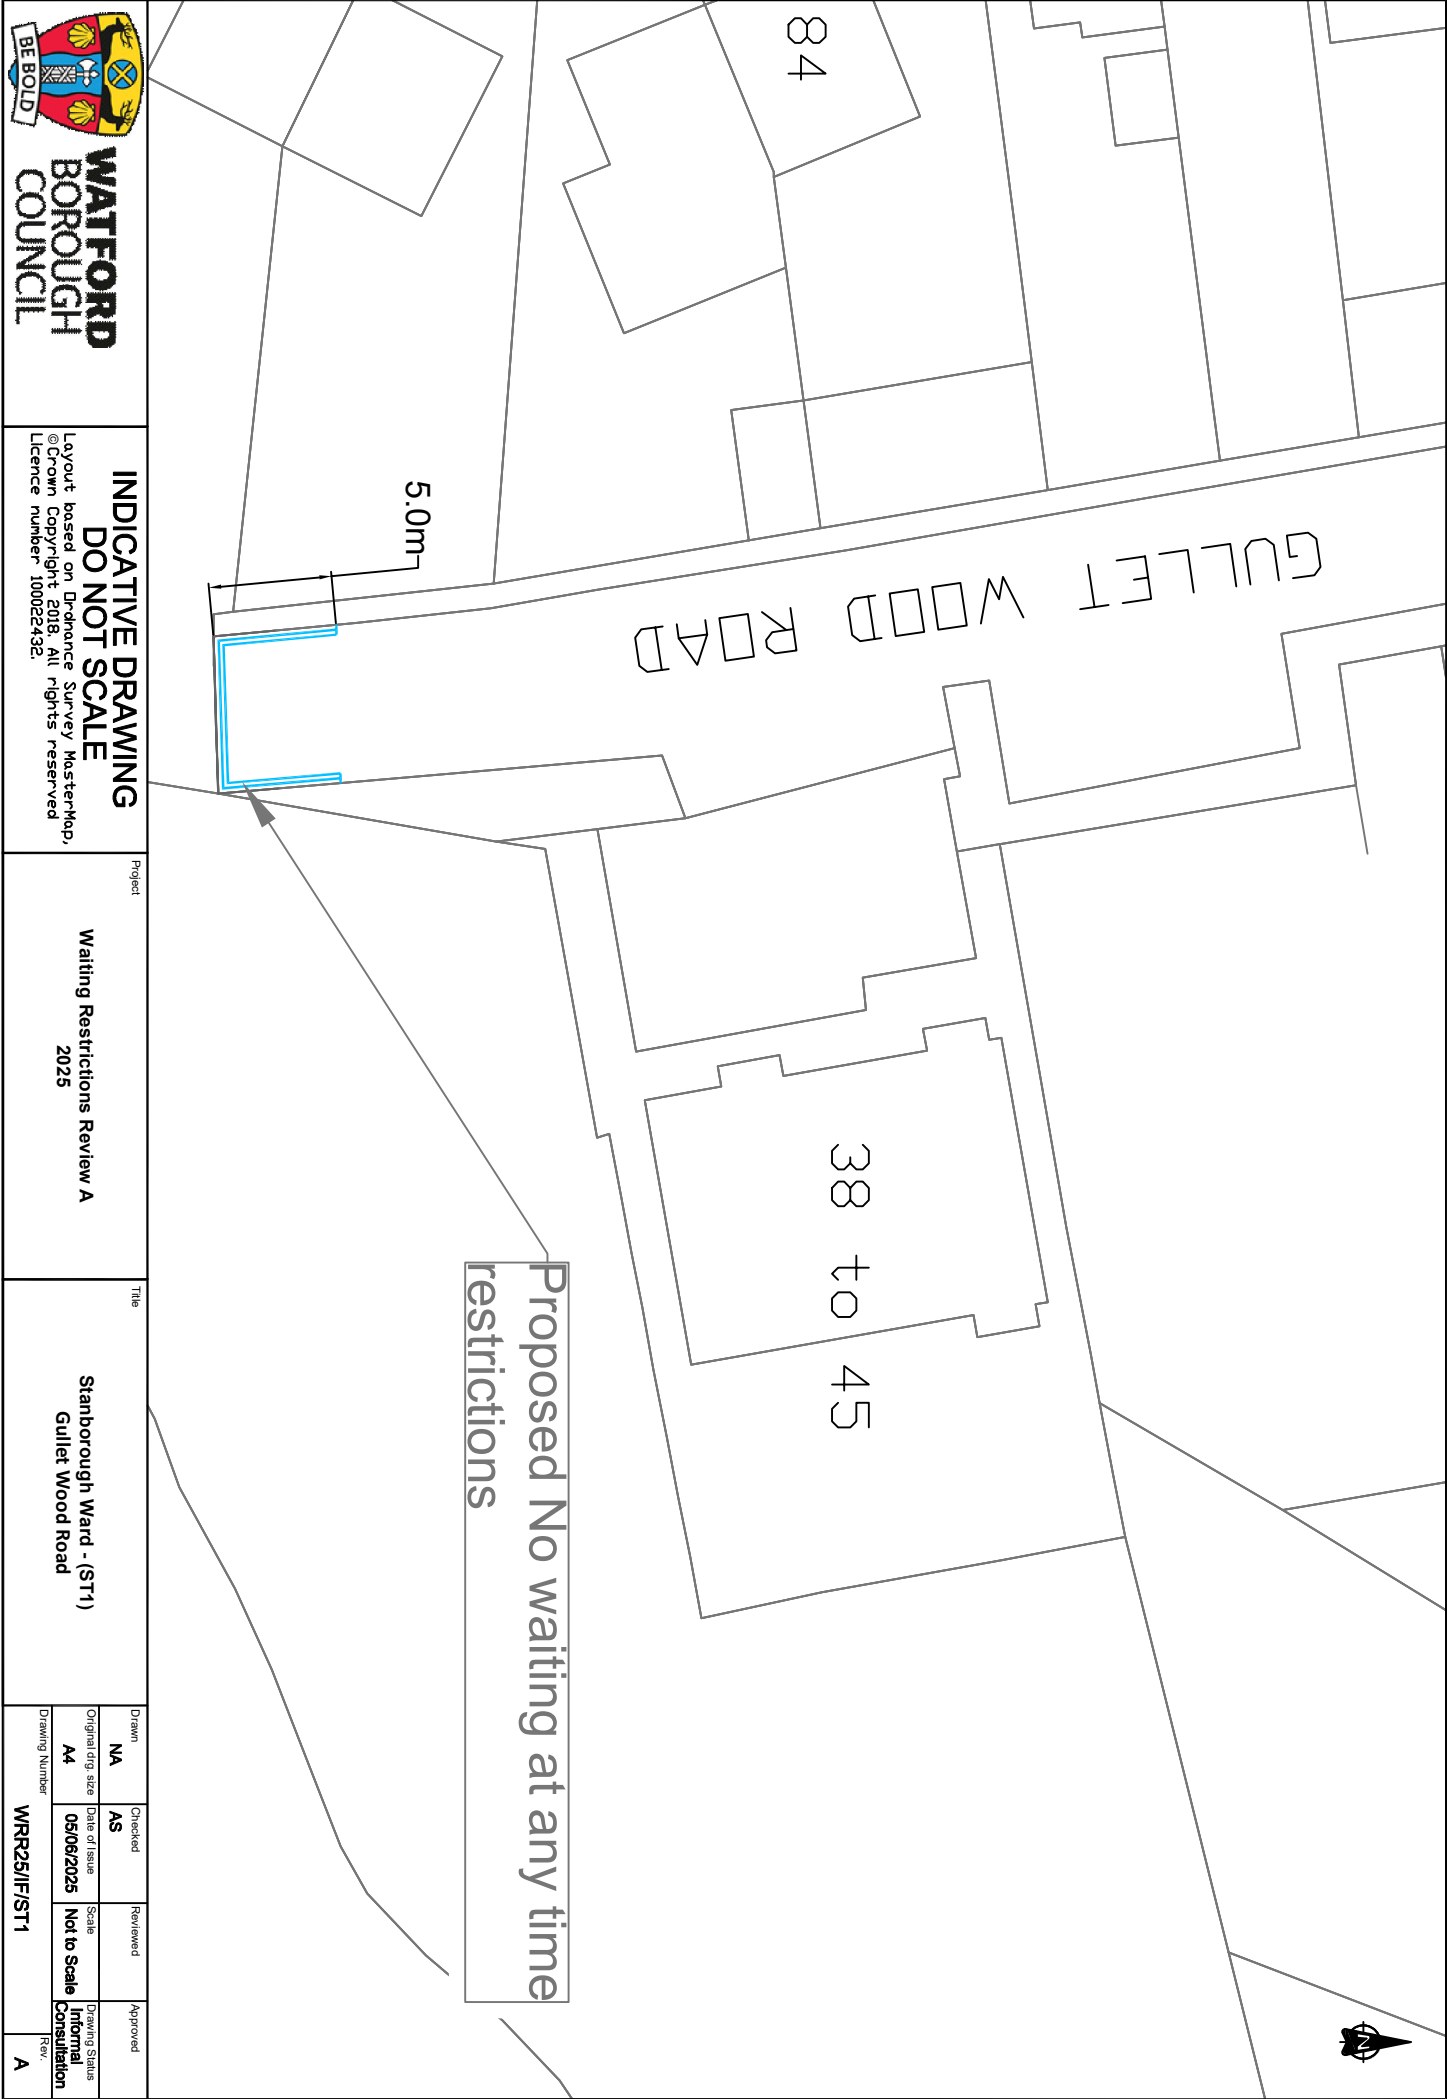 84
GULLET WOOD ROAD
38 to 45
5.0m
Proposed No waiting at any time
restrictions
N
BE BOLD
WATFORD
BOROUGH
COUNCIL
INDICATIVE DRAWING
DO NOT SCALE
Layout based on Ordnance Survey MasterMap,
©Crown Copyright 2018. All rights reserved
Licence number 100022432.
Project
Waiting Restrictions Review A
2025
Title
Stanborough Ward - (ST1)
Gullet Wood Road
Drawn
NA
Checked
AS
Reviewed
Approved
Original drg. size
A4
Date of Issue
05/06/2025
Scale
Not to Scale
Drawing Status
Informal
Consultation
Drawing Number
WRR25/IF/ST1
Rev.
A